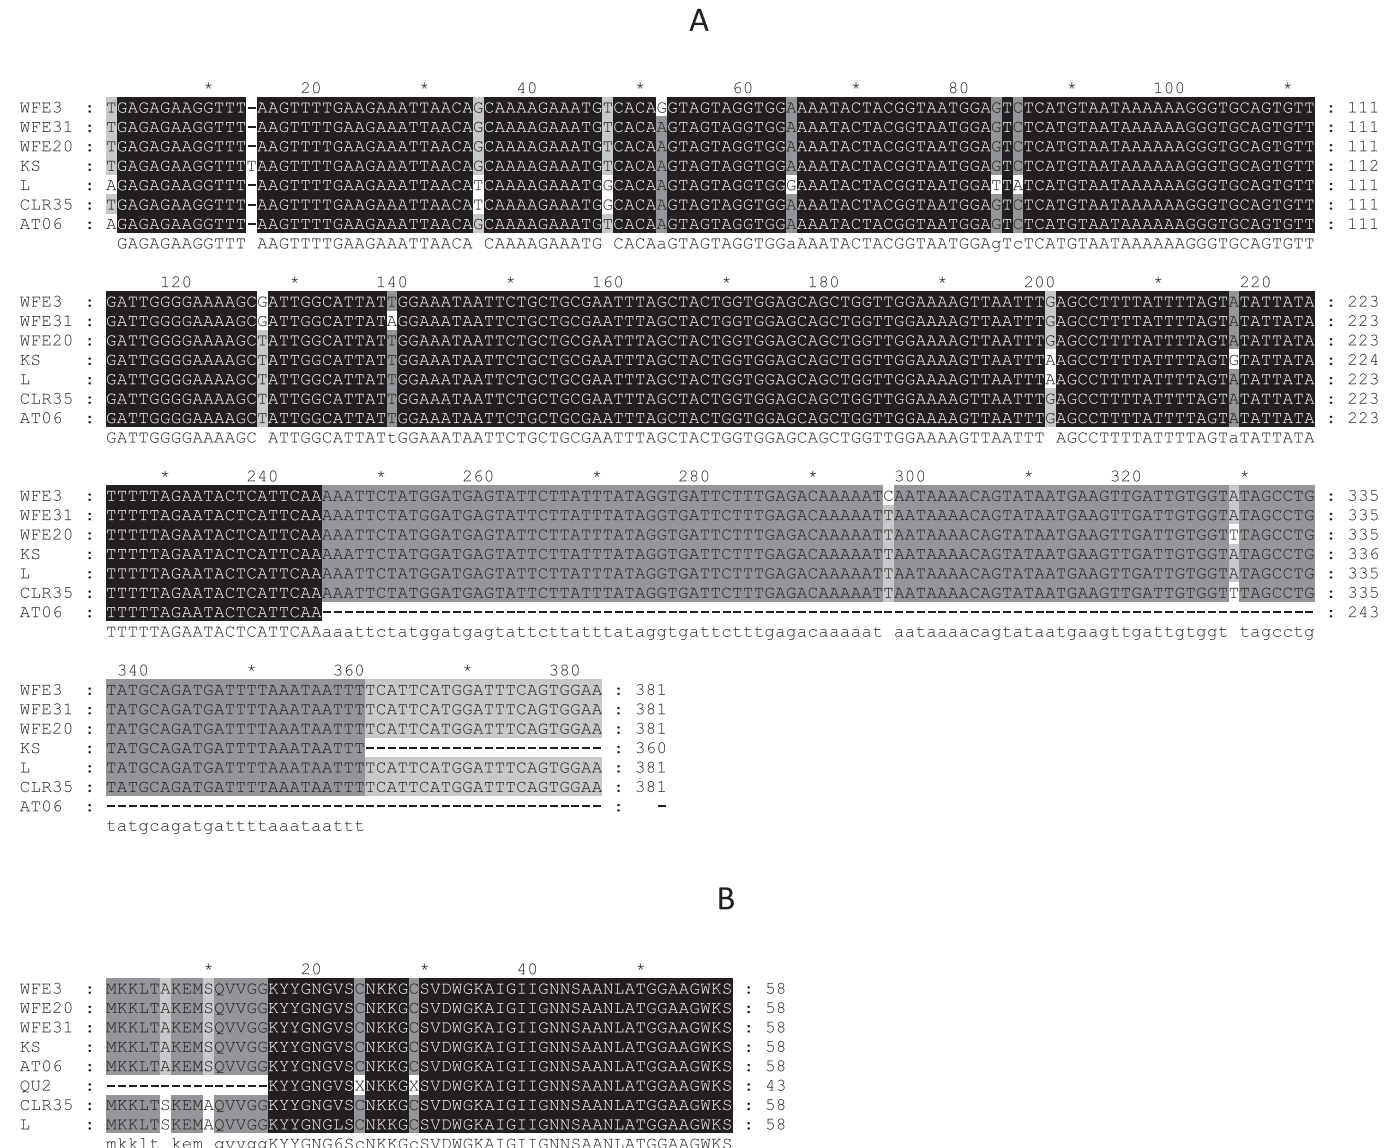 A
* 20 * 40 * 60 * 80 * 100 *
WFE3 : TGAGAGAAGGTTT-AAGTTTTGAAGAAATTAACAGCAAAAGAAATGTCACAGGTAGTAGGTGGAAAATACTACGGTAATGGAGTCTCATGTAATAAAAAAGGGTGCAGTGTT : 111
WFE31 : TGAGAGAAGGTTT-AAGTTTTGAAGAAATTAACAGCAAAAGAAATGTCACAAGTAGTAGGTGGAAAATACTACGGTAATGGAGTCTCATGTAATAAAAAAGGGTGCAGTGTT : 111
WFE20 : TGAGAGAAGGTTT-AAGTTTTGAAGAAATTAACAGCAAAAGAAATGTCACAAGTAGTAGGTGGAAAATACTACGGTAATGGAGTCTCATGTAATAAAAAAGGGTGCAGTGTT : 111
KS : TGAGAGAAGGTTTTAAGTTTTGAAGAAATTAACAGCAAAAGAAATGTCACAAGTAGTAGGTGGAAAATACTACGGTAATGGAGTCTCATGTAATAAAAAAGGGTGCAGTGTT : 112
L : AGAGAGAAGGTTT-AAGTTTTGAAGAAATTAACATCAAAAGAAATGGCACAAGTAGTAGGTGGGAAATACTACGGTAATGGATTATCATGTAATAAAAAAGGGTGCAGTGTT : 111
CLR35 : TGAGAGAAGGTTT-AAGTTTTGAAGAAATTAACATCAAAAGAAATGGCACAAGTAGTAGGTGGAAAATACTACGGTAATGGAGTCTCATGTAATAAAAAAGGGTGCAGTGTT : 111
AT06 : AGAGAGAAGGTTT-AAGTTTTGAAGAAATTAACAGCAAAAGAAATGTCACAAGTAGTAGGTGGAAAATACTACGGTAATGGAGTCTCATGTAATAAAAAAGGGTGCAGTGTT : 111
GAGAGAAGGTTT AAGTTTTGAAGAAATTAACA CAAAAGAAATG CACAaGTAGTAGGTGGaAAATACTACGGTAATGGAgTcTCATGTAATAAAAAAGGGTGCAGTGTT
120 * 140 * 160 * 180 * 200 * 220
WFE3 : GATTGGGGAAAAGCGATTGGCATTATTGGAAATAATTCTGCTGCGAATTTAGCTACTGGTGGAGCAGCTGGTTGGAAAAGTTAATTTGAGCCTTTTATTTTAGTATATTATA : 223
WFE31 : GATTGGGGAAAAGCGATTGGCATTATAGGAAATAATTCTGCTGCGAATTTAGCTACTGGTGGAGCAGCTGGTTGGAAAAGTTAATTTGAGCCTTTTATTTTAGTATATTATA : 223
WFE20 : GATTGGGGAAAAGCTATTGGCATTATTGGAAATAATTCTGCTGCGAATTTAGCTACTGGTGGAGCAGCTGGTTGGAAAAGTTAATTTGAGCCTTTTATTTTAGTATATTATA : 223
KS : GATTGGGGAAAAGCTATTGGCATTATTGGAAATAATTCTGCTGCGAATTTAGCTACTGGTGGAGCAGCTGGTTGGAAAAGTTAATTTAAGCCTTTTATTTTAGTGTATTATA : 224
L : GATTGGGGAAAAGCTATTGGCATTATTGGAAATAATTCTGCTGCGAATTTAGCTACTGGTGGAGCAGCTGGTTGGAAAAGTTAATTTAAGCCTTTTATTTTAGTATATTATA : 223
CLR35 : GATTGGGGAAAAGCTATTGGCATTATTGGAAATAATTCTGCTGCGAATTTAGCTACTGGTGGAGCAGCTGGTTGGAAAAGTTAATTTGAGCCTTTTATTTTAGTATATTATA : 223
AT06 : GATTGGGGAAAAGCTATTGGCATTATTGGAAATAATTCTGCTGCGAATTTAGCTACTGGTGGAGCAGCTGGTTGGAAAAGTTAATTTGAGCCTTTTATTTTAGTATATTATA : 223
GATTGGGGAAAAGC ATTGGCATTATtGGAAATAATTCTGCTGCGAATTTAGCTACTGGTGGAGCAGCTGGTTGGAAAAGTTAATTT AGCCTTTTATTTTAGTaTATTATA
* 240 * 260 * 280 * 300 * 320 *
WFE3 : TTTTTAGAATACTCATTCAAAAATTCTATGGATGAGTATTCTTATTTATAGGTGATTCTTTGAGACAAAAATCAATAAAACAGTATAATGAAGTTGATTGTGGTATAGCCTG : 335
WFE31 : TTTTTAGAATACTCATTCAAAAATTCTATGGATGAGTATTCTTATTTATAGGTGATTCTTTGAGACAAAAATTAATAAAACAGTATAATGAAGTTGATTGTGGTATAGCCTG : 335
WFE20 : TTTTTAGAATACTCATTCAAAAATTCTATGGATGAGTATTCTTATTTATAGGTGATTCTTTGAGACAAAAATTAATAAAACAGTATAATGAAGTTGATTGTGGTTTAGCCTG : 335
KS : TTTTTAGAATACTCATTCAAAAATTCTATGGATGAGTATTCTTATTTATAGGTGATTCTTTGAGACAAAAATTAATAAAACAGTATAATGAAGTTGATTGTGGTATAGCCTG : 336
L : TTTTTAGAATACTCATTCAAAAATTCTATGGATGAGTATTCTTATTTATAGGTGATTCTTTGAGACAAAAATTAATAAAACAGTATAATGAAGTTGATTGTGGTATAGCCTG : 335
CLR35 : TTTTTAGAATACTCATTCAAAAATTCTATGGATGAGTATTCTTATTTATAGGTGATTCTTTGAGACAAAAATTAATAAAACAGTATAATGAAGTTGATTGTGGTTTAGCCTG : 335
AT06 : TTTTTAGAATACTCATTCAA-------------------------------------------------------------------------------------------- : 243
TTTTTAGAATACTCATTCAAaaattctatggatgagtattcttatttataggtgattctttgagacaaaaat aataaaacagtataatgaagttgattgtggt tagcctg
340 * 360 * 380
WFE3 : TATGCAGATGATTTTAAATAATTTTCATTCATGGATTTCAGTGGAA : 381
WFE31 : TATGCAGATGATTTTAAATAATTTTCATTCATGGATTTCAGTGGAA : 381
WFE20 : TATGCAGATGATTTTAAATAATTTTCATTCATGGATTTCAGTGGAA : 381
KS : TATGCAGATGATTTTAAATAATTT---------------------- : 360
L : TATGCAGATGATTTTAAATAATTTTCATTCATGGATTTCAGTGGAA : 381
CLR35 : TATGCAGATGATTTTAAATAATTTTCATTCATGGATTTCAGTGGAA : 381
AT06 : ---------------------------------------------- : -
tatgcagatgattttaaataattt
B
* 20 * 40 *
WFE3 : MKKLTAKEMSQVVGGKYYGNGVSCNKKGCSVDWGKAIGIIGNNSAANLATGGAAGWKS : 58
WFE20 : MKKLTAKEMSQVVGGKYYGNGVSCNKKGCSVDWGKAIGIIGNNSAANLATGGAAGWKS : 58
WFE31 : MKKLTAKEMSQVVGGKYYGNGVSCNKKGCSVDWGKAIGIIGNNSAANLATGGAAGWKS : 58
KS : MKKLTAKEMSQVVGGKYYGNGVSCNKKGCSVDWGKAIGIIGNNSAANLATGGAAGWKS : 58
AT06 : MKKLTAKEMSQVVGGKYYGNGVSCNKKGCSVDWGKAIGIIGNNSAANLATGGAAGWKS : 58
QU2 : ---------------KYYGNGVSXNKKGXSVDWGKAIGIIGNNSAANLATGGAAGWKS : 43
CLR35 : MKKLTSKEMAQVVGGKYYGNGVSCNKKGCSVDWGKAIGIIGNNSAANLATGGAAGWKS : 58
L : MKKLTSKEMAQVVGGKYYGNGLSCNKKGCSVDWGKAIGIIGNNSAANLATGGAAGWKS : 58
mkklt kem qvvggKYYGNG6ScNKKGcSVDWGKAIGIIGNNSAANLATGGAAGWKS